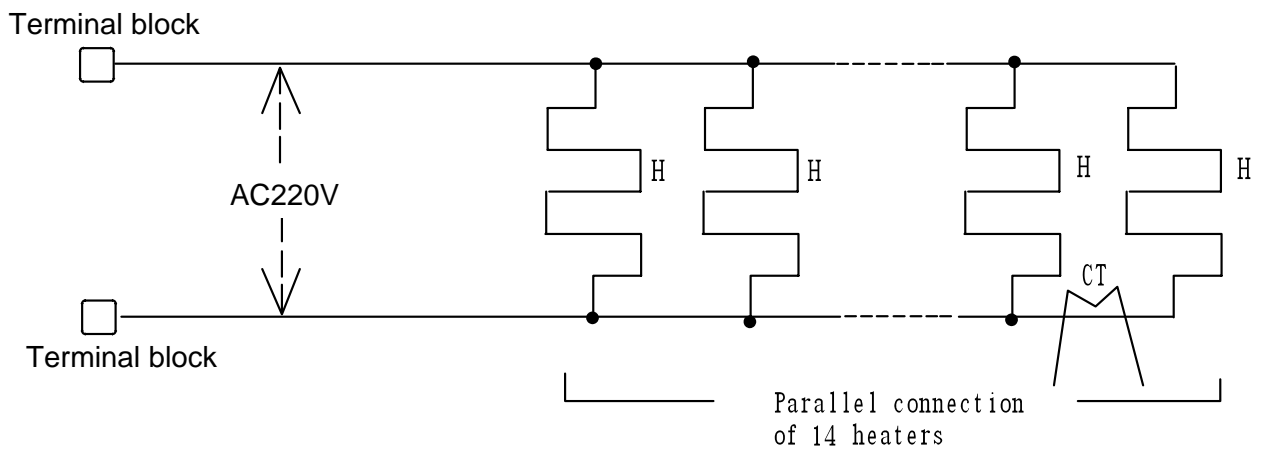 Terminal block
AC220V
H
H
H
H
CT
Terminal block
Parallel connection
of 14 heaters